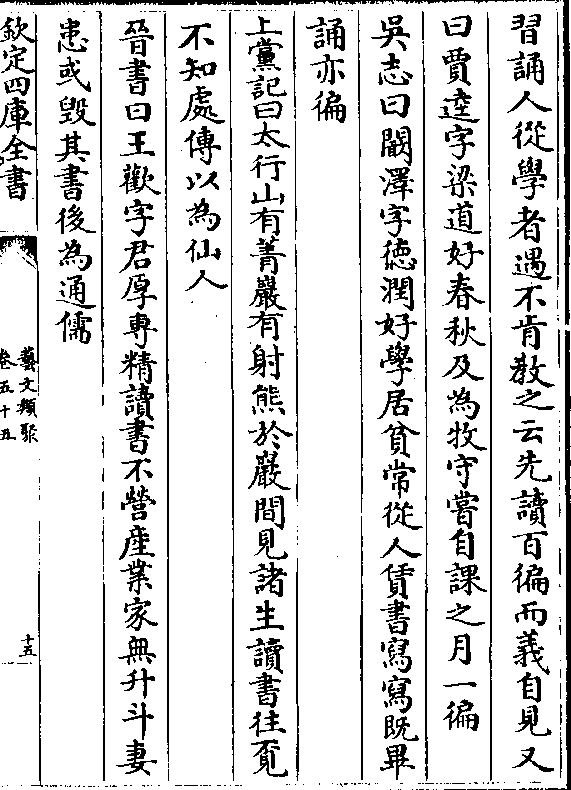 習誦人從學者遇不肯教之云先讀百徧而義自見又
曰賈逵字梁道好春秋及為牧守嘗自課之月一徧
吳志曰闞澤字德潤好學居貧常從人賃書寫寫既畢
誦亦徧
上黨記曰太行山有菁巖有射熊於巖間見諸生讀書往覔
不知處傳以為仙人
晉書曰王歡字君厚専精讀書不營産業家無升斗妻
患或毁其書後為通儒
欽定四庫全書
藝文類聚
卷五十五
十五